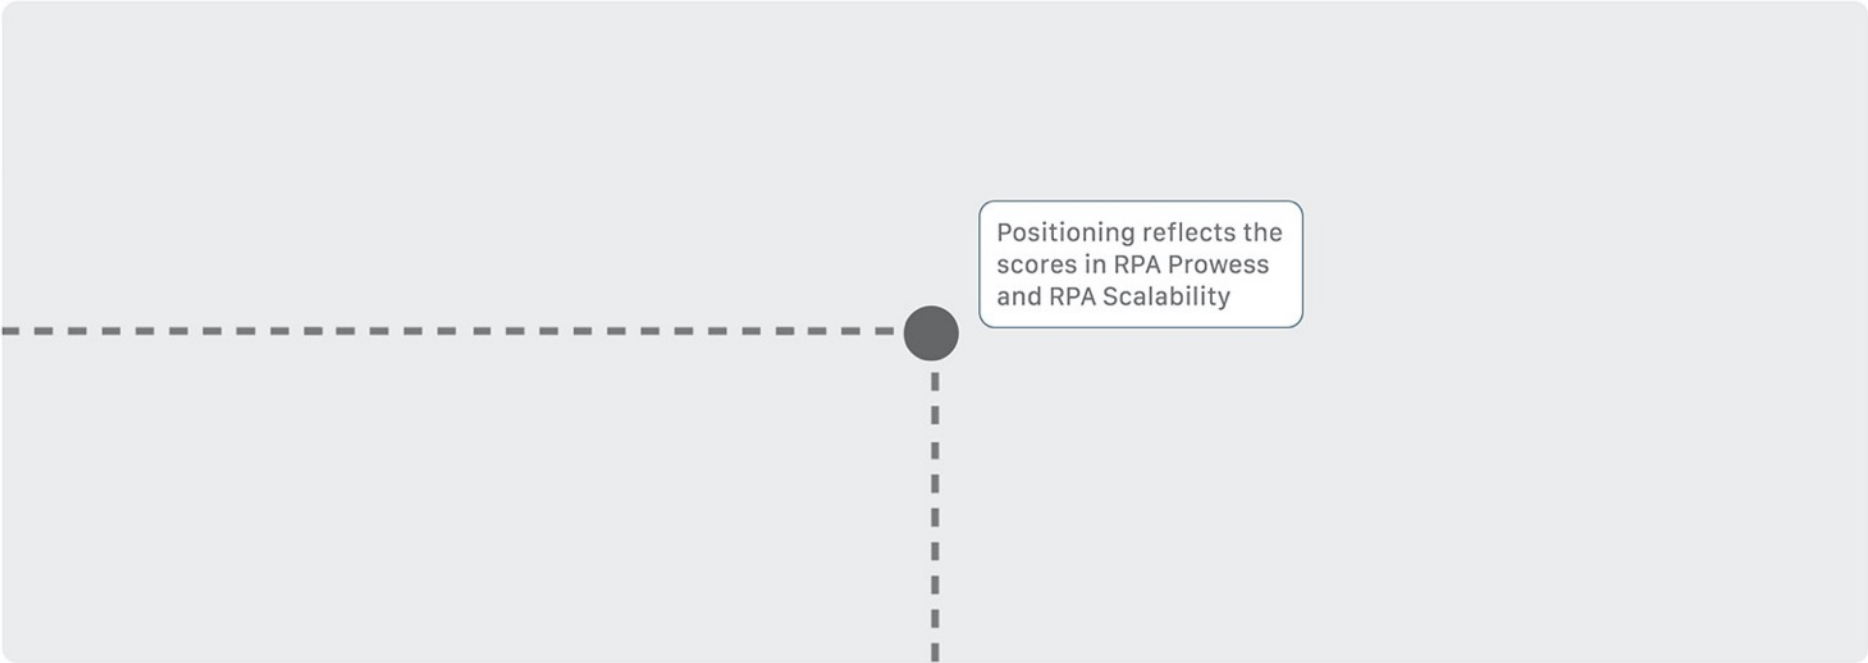 Positioning reflects the
scores in RPA Prowess
and RPA Scalability